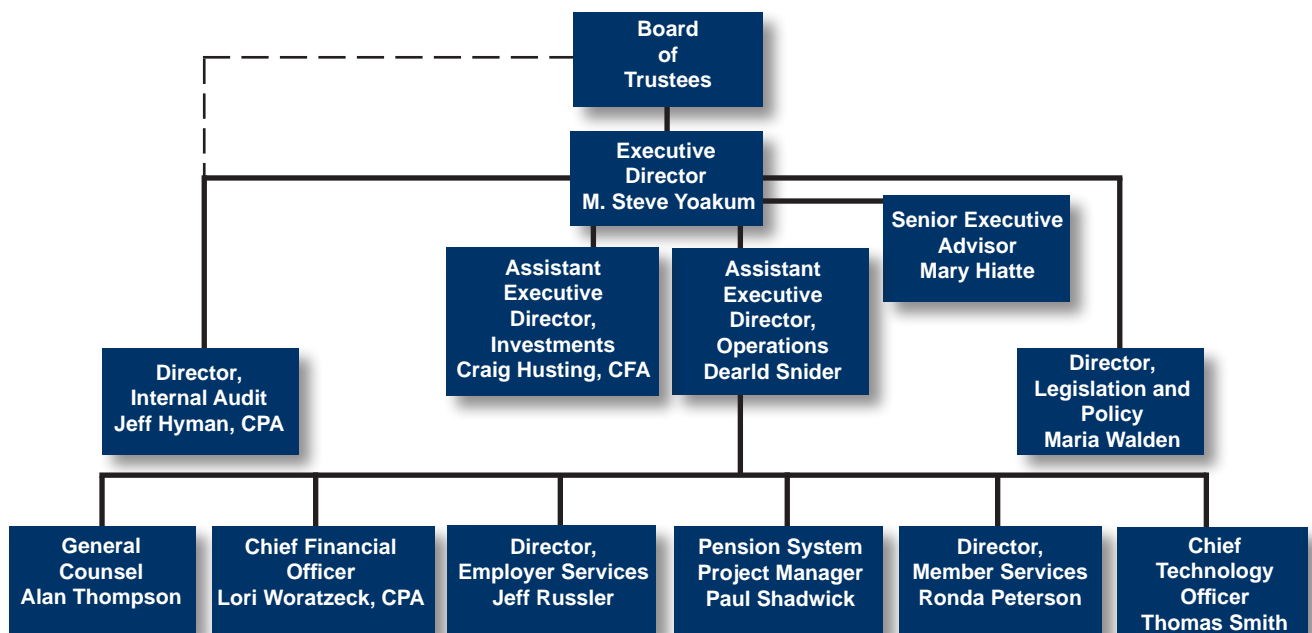 Board
of
Trustees
Executive
Director
M. Steve Yoakum
Senior Executive
Advisor
Mary Hiatte
Assistant
Executive
Director,
Investments
Craig Husting, CFA
Assistant
Executive
Director,
Operations
Dearld Snider
Director,
Internal Audit
Jeff Hyman, CPA
Director,
Legislation and
Policy
Maria Walden
General
Counsel
Alan Thompson
Chief Financial
Officer
Lori Woratzeck, CPA
Director,
Employer Services
Jeff Russler
Pension System
Project Manager
Paul Shadwick
Director,
Member Services
Ronda Peterson
Chief
Technology
Officer
Thomas Smith